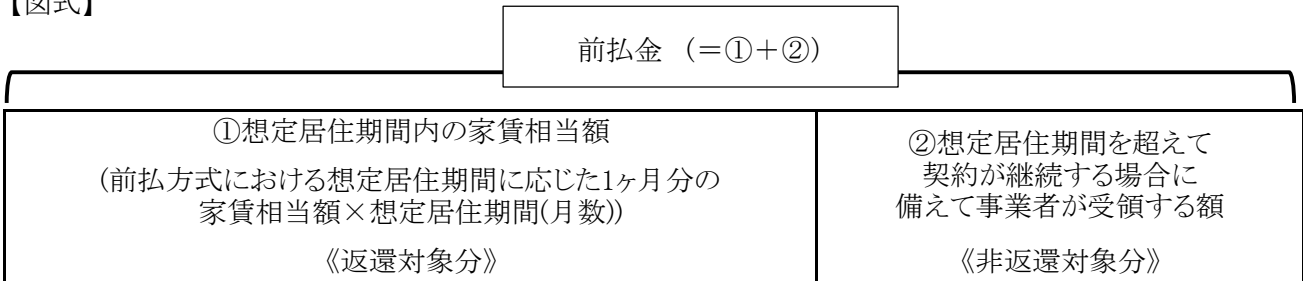 【図式】
前払金 (=①+②)
①想定居住期間内の家賃相当額
(前払方式における想定居住期間に応じた1ヶ月分の
家賃相当額×想定居住期間(月数))
《返還対象分》
②想定居住期間を超えて
契約が継続する場合に
備えて事業者が受領する額
《非返還対象分》